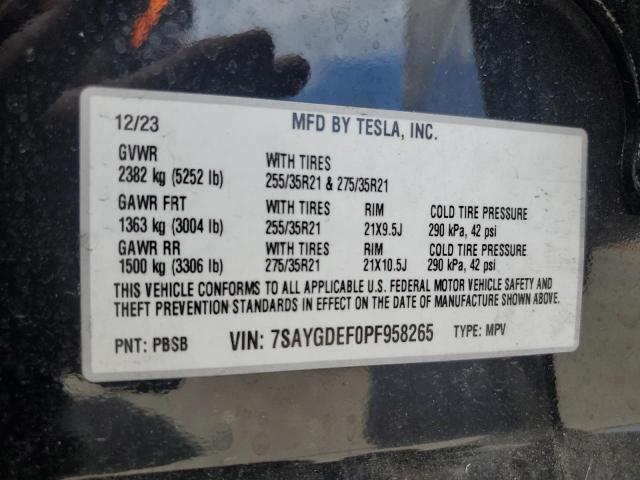 12/23 MFD BY TESLA, INC.
GVWR WITH TIRES
2382 kg (5252 lb) 255/35R21 & 275/35R21
GAWR FRT WITH TIRES RIM COLD TIRE PRESSURE
1363 kg (3004 lb) 255/35R21 21X9.5J 290 kPa, 42 psi
GAWR RR WITH TIRES RIM COLD TIRE PRESSURE
1500 kg (3306 lb) 275/35R21 21X10.5J 290 kPa, 42 psi
THIS VEHICLE CONFORMS TO ALL APPLICABLE U.S. FEDERAL MOTOR VEHICLE SAFETY AND
THEFT PREVENTION STANDARDS IN EFFECT ON THE DATE OF MANUFACTURE SHOWN ABOVE.
PNT: PBSB VIN: 7SAYGDEF0PF958265 TYPE: MPV